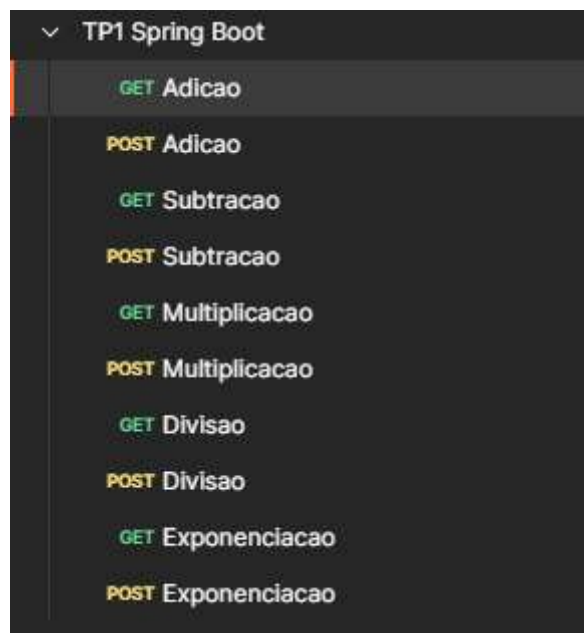 TP1 Spring Boot
GET Adicao
POST Adicao
GET Subtracao
POST Subtracao
GET Multiplicacao
POST Multiplicacao
GET Divisao
POST Divisao
GET Exponenciacao
POST Exponenciacao